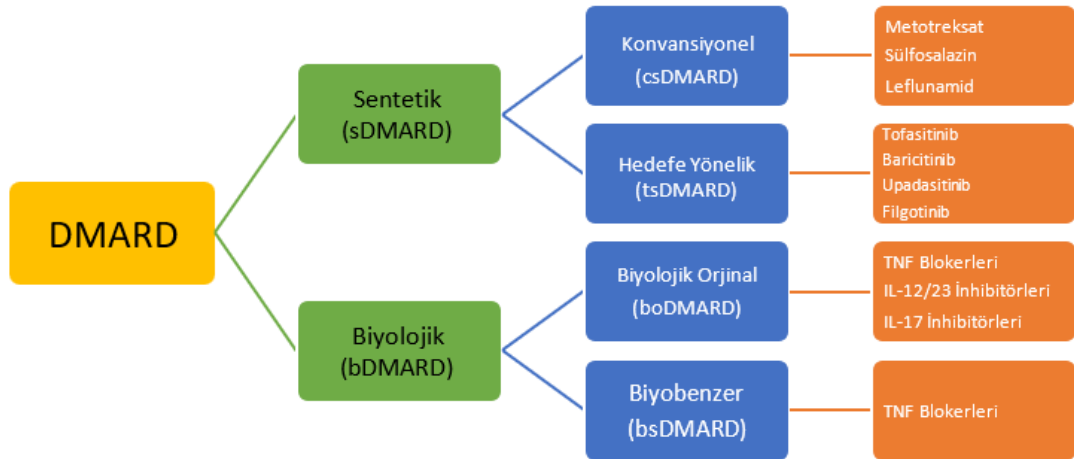 DMARD
Sentetik
(sDMARD)
Biyolojik
(bDMARD)
Konvansiyonel
(csDMARD)
Hedefe Yönelik
(tsDMARD)
Biyolojik Orjinal
(boDMARD)
Biyobenzer
(bsDMARD)
Metotreksat
Sülfosalazin
Leflunamid
Tofasitinib
Baricitinib
Upadasitinib
Filgotinib
TNF Blokerleri
IL-12/23 İnhibitörleri
IL-17 İnhibitörleri
TNF Blokerleri